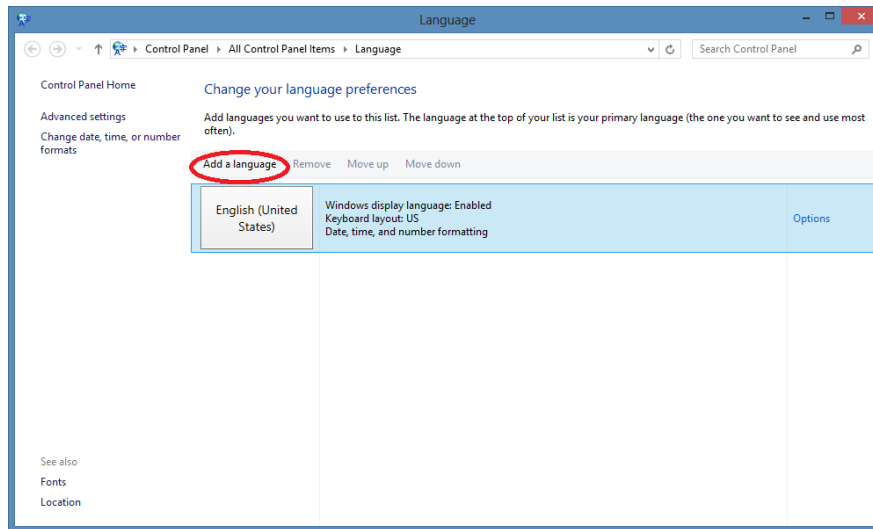 Language
Control Panel ▸ All Control Panel Items ▸ Language
Search Control Panel
Control Panel Home
Advanced settings
Change date, time, or number
formats
Change your language preferences
Add languages you want to use to this list. The language at the top of your list is your primary language (the one you want to see and use most
often).
Add a language Remove Move up Move down
English (United
States)
Windows display language: Enabled
Keyboard layout: US
Date, time, and number formatting
Options
See also
Fonts
Location